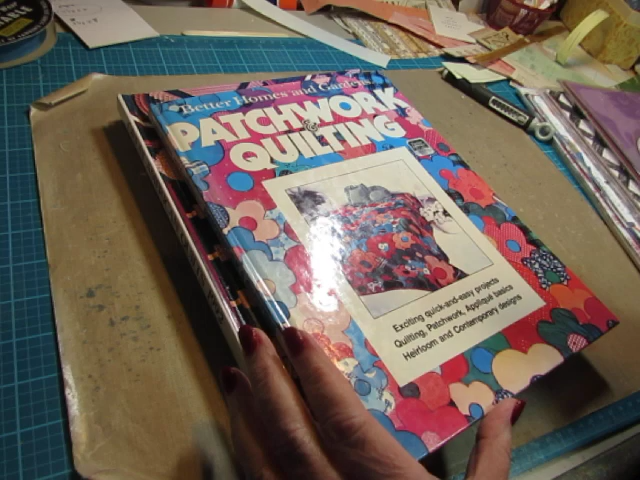 Better Homes and Gardens
PATCHWORK
&
QUILTING
Exciting quick-and-easy projects
Quilting, Patchwork, Appliqué basics
Heirloom and Contemporary designs